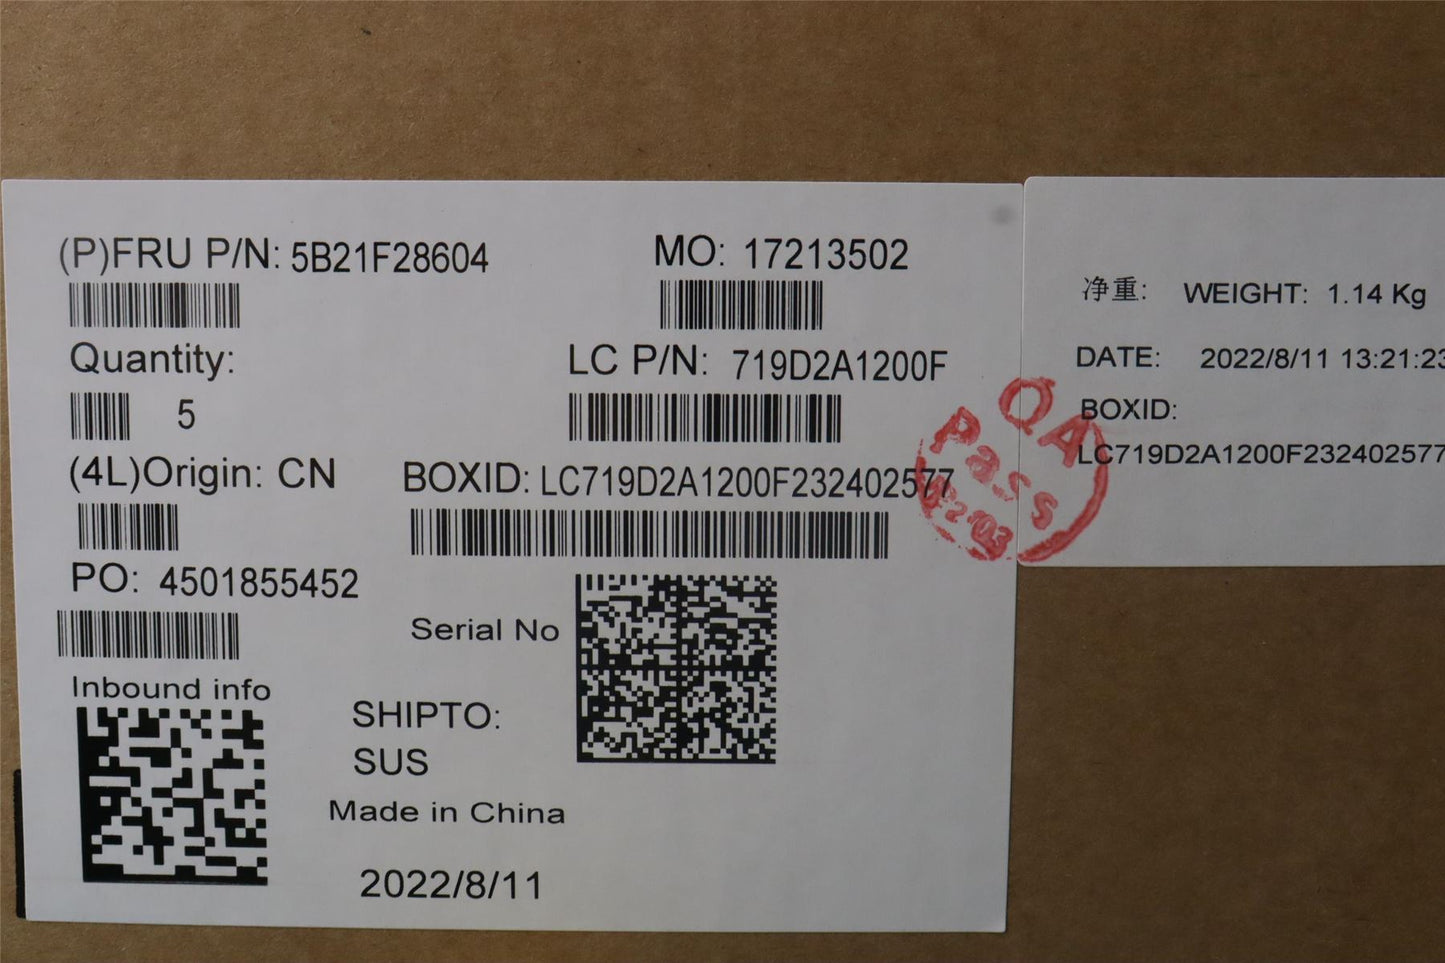 (P)FRU P/N: 5B21F28604
MO: 17213502
Quantity:
5
LC P/N: 719D2A1200F
(4L)Origin: CN
BOXID: LC719D2A1200F232402577
PO: 4501855452
Serial No
Inbound info
SHIPTO:
SUS
Made in China
2022/8/11
净重: WEIGHT: 1.14 Kg
DATE: 2022/8/11 13:21:23
BOXID:
LC719D2A1200F232402577
QA
Pass